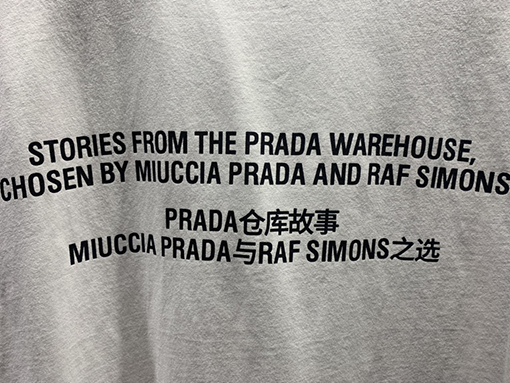 STORIES FROM THE PRADA WAREHOUSE,
CHOSEN BY MIUCCIA PRADA AND RAF SIMONS
PRADA仓库故事
MIUCCIA PRADA与RAF SIMONS之选